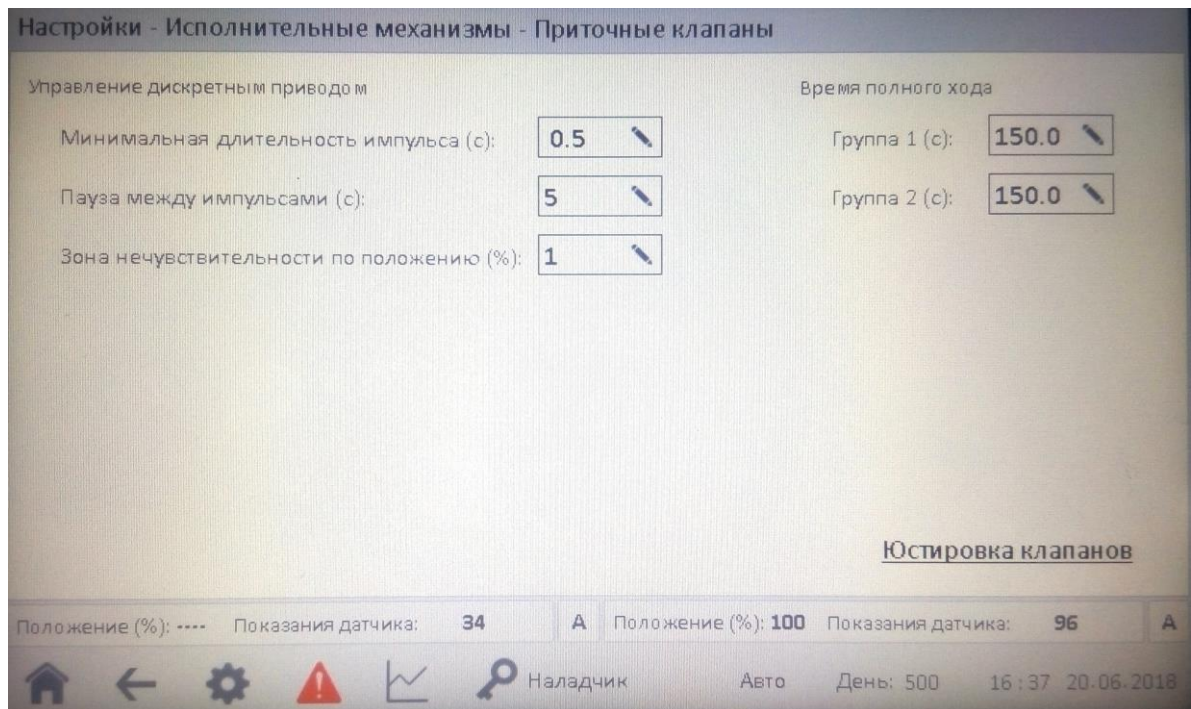 Настройки - Исполнительные механизмы - Приточные клапаны
Управление дискретным приводом
Время полного хода
Минимальная длительность импульса (с): 0.5
Группа 1 (с): 150.0
Пауза между импульсами (с): 5
Группа 2 (с): 150.0
Зона нечувствительности по положению (%): 1
Юстировка клапанов
Положение (%): ---- Показания датчика: 34 А Положение (%): 100 Показания датчика: 96 А
Наладчик Авто День: 500 16:37 20.06.2018